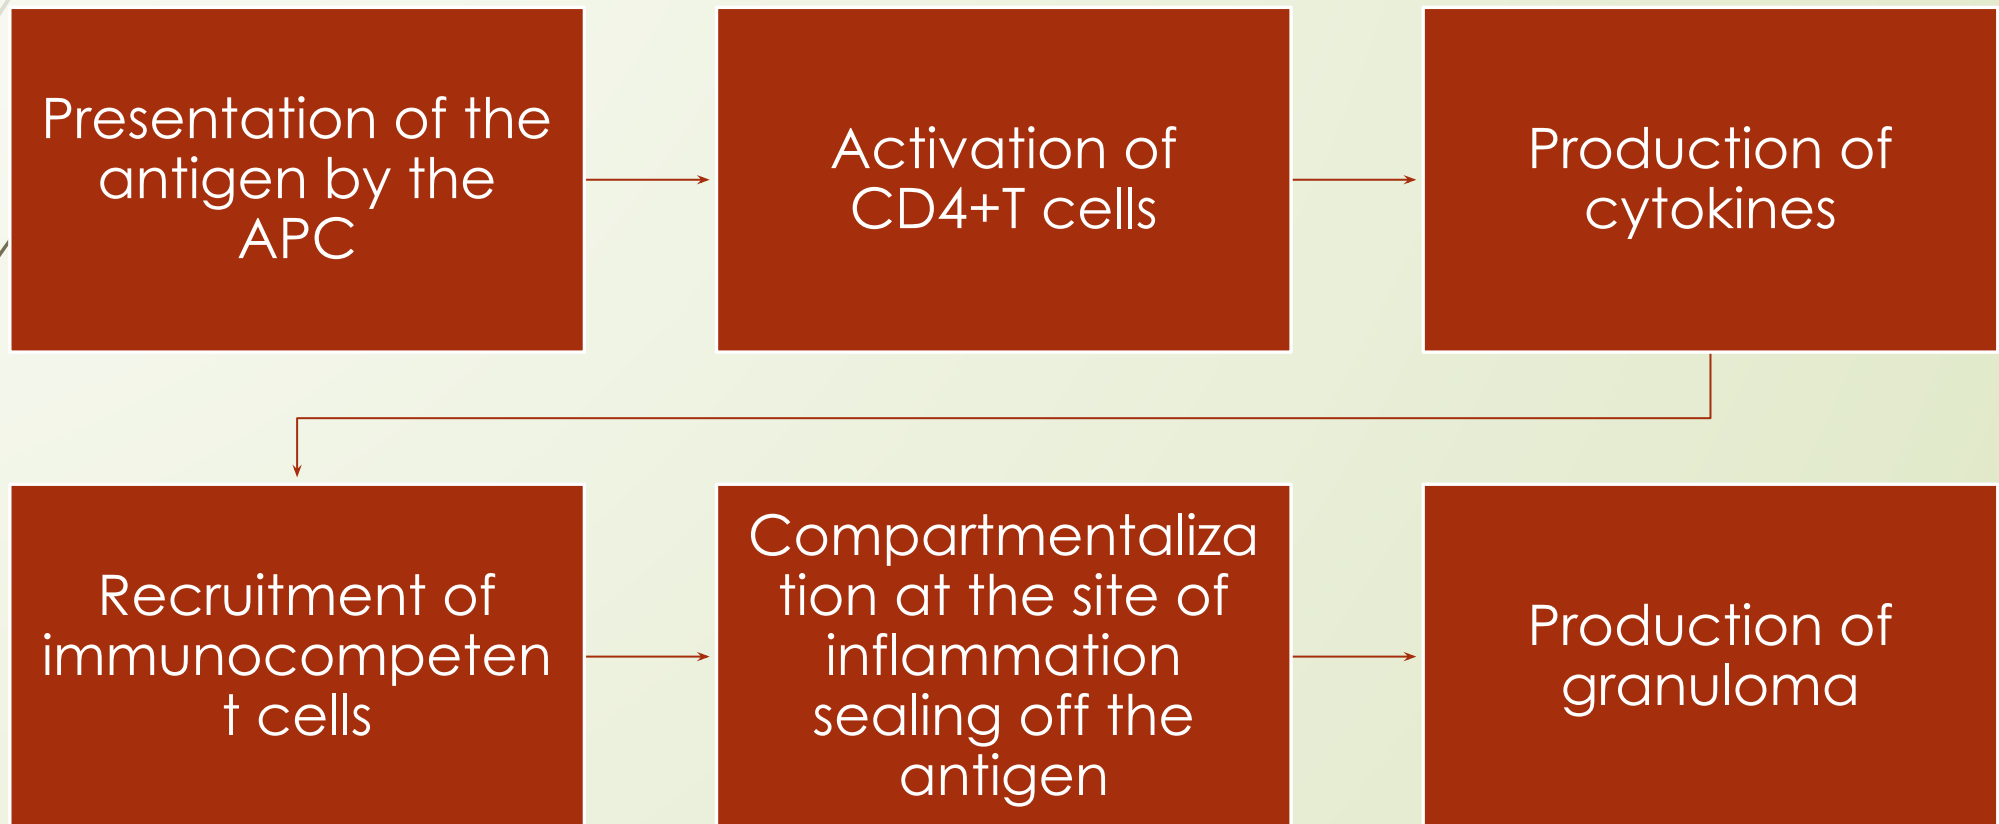 Presentation of the
antigen by the
APC
Activation of
CD4+T cells
Production of
cytokines
Recruitment of
immunocompeten
t cells
Compartmentaliza
tion at the site of
inflammation
sealing off the
antigen
Production of
granuloma